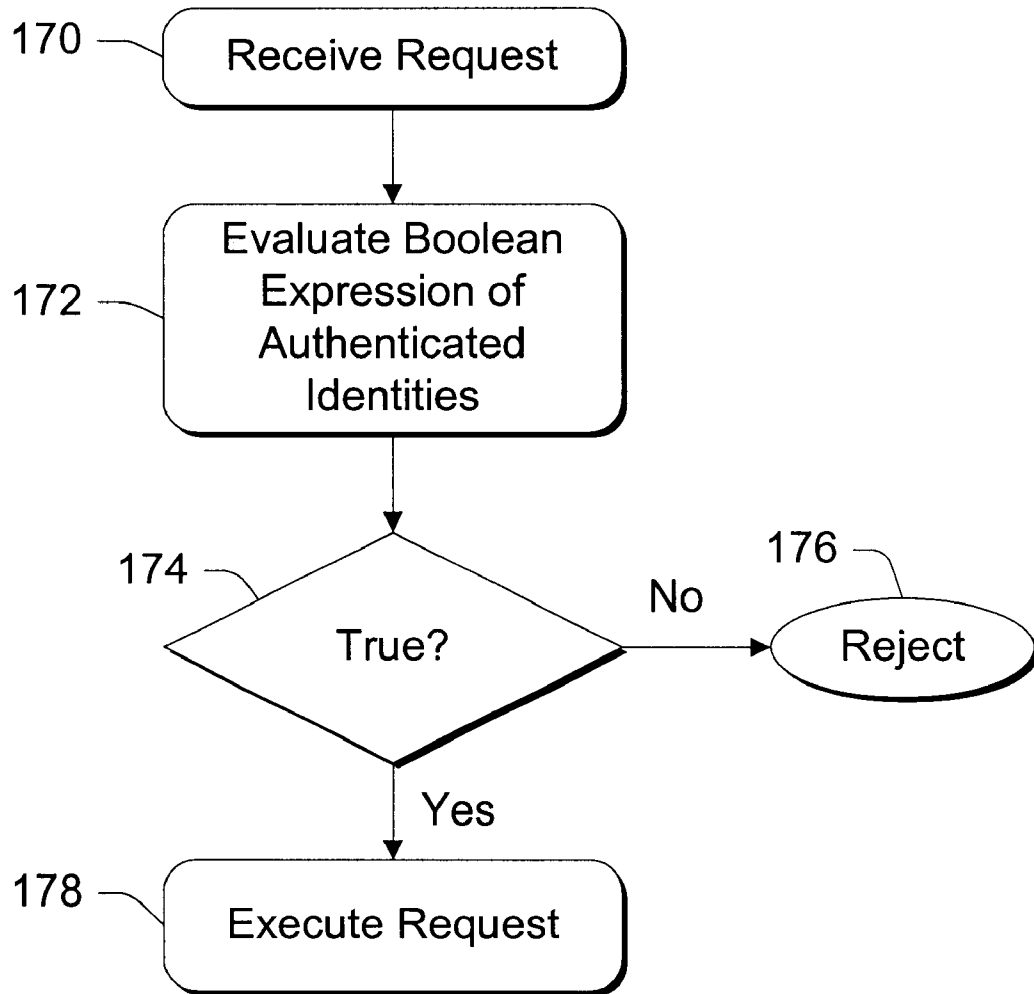 170
Receive Request
172
Evaluate Boolean
Expression of
Authenticated
Identities
174
True?
No
176
Reject
Yes
178
Execute Request